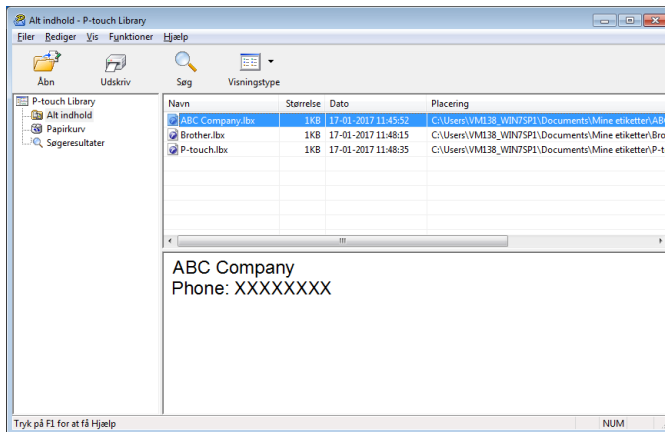 Alt indhold - P-touch Library
Filer Rediger Vis Funktioner Hjælp
Åbn Udskriv Søg Visningstype
P-touch Library
Alt indhold
Papirkurv
Søgeresultater
Navn Størrelse Dato Placering
ABC Company.lbx 1KB 17-01-2017 11:45:52 C:\Users\VM138_WIN7SP1\Documents\Mine etiketter\ABC
Brother.lbx 1KB 17-01-2017 11:48:15 C:\Users\VM138_WIN7SP1\Documents\Mine etiketter\Bro
P-touch.lbx 1KB 17-01-2017 11:48:35 C:\Users\VM138_WIN7SP1\Documents\Mine etiketter\P-t
ABC Company
Phone: XXXXXXXX
Tryk på F1 for at få Hjælp NUM